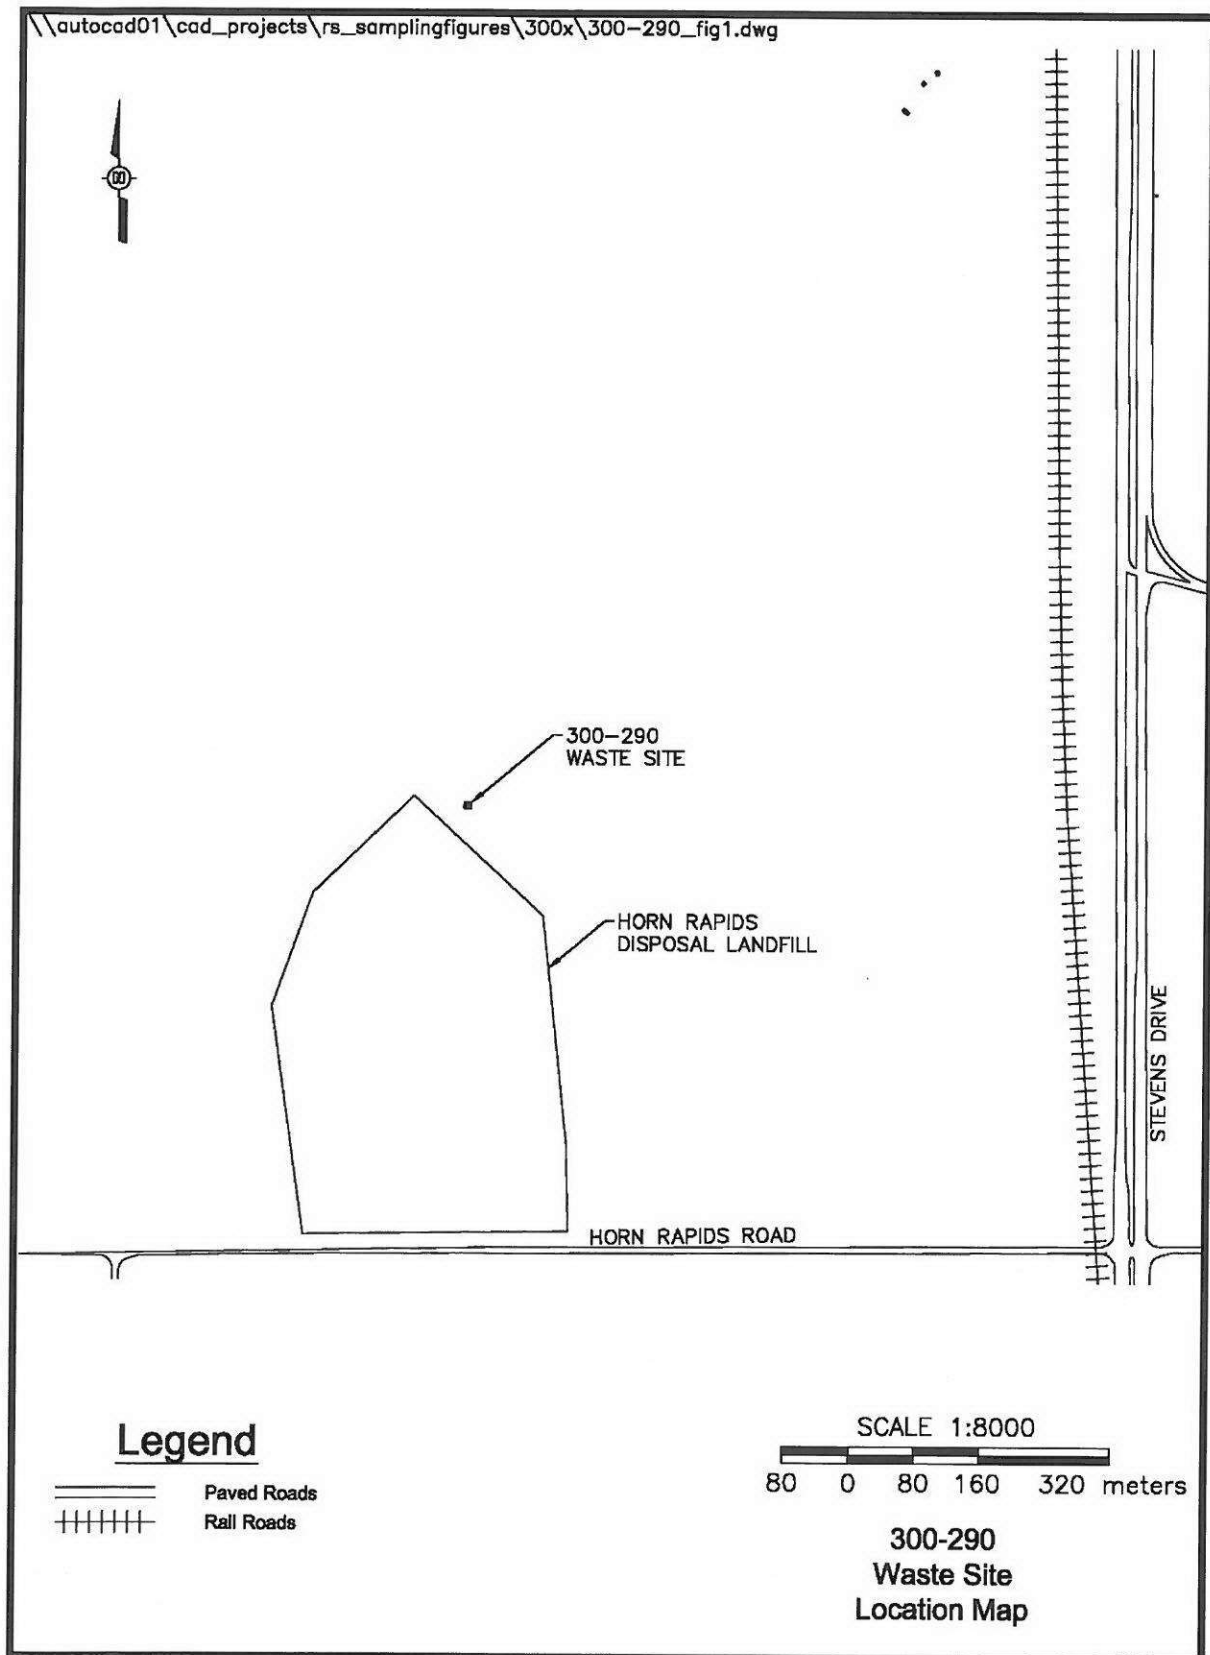 \\autocad01\cad_projects\rs_samplingfigures\300x\300-290_fig1.dwg
300-290
WASTE SITE
HORN RAPIDS
DISPOSAL LANDFILL
STEVENS DRIVE
HORN RAPIDS ROAD
Legend
Paved Roads
Rail Roads
SCALE 1:8000
80 0 80 160 320 meters
300-290
Waste Site
Location Map